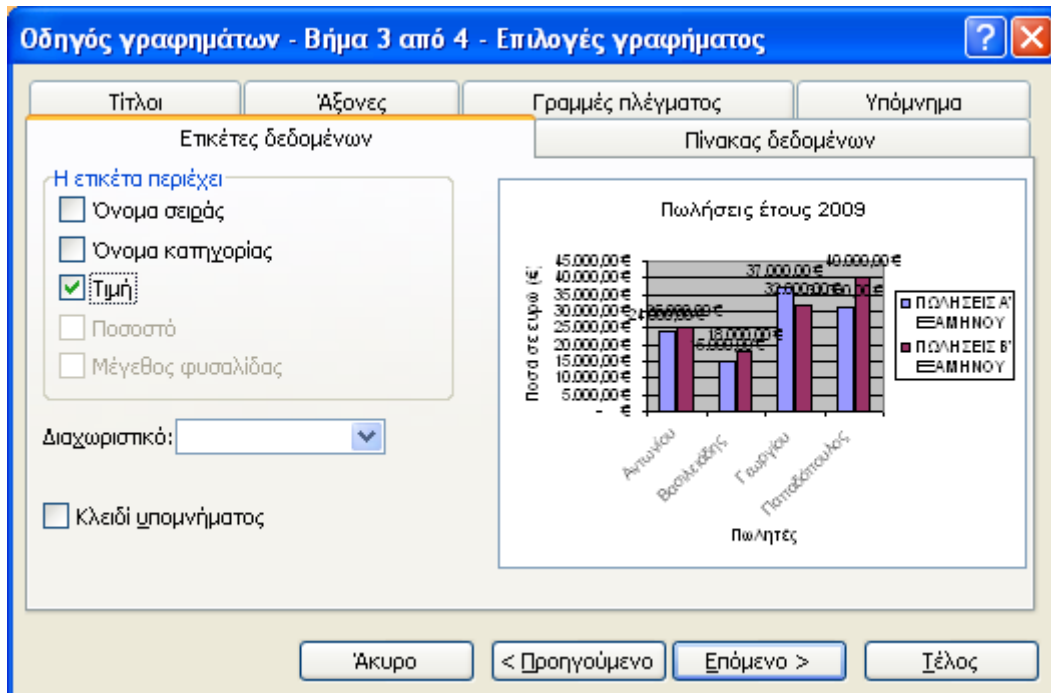 Οδηγός γραφημάτων - Βήμα 3 από 4 - Επιλογές γραφήματος
Τίτλοι
Άξονες
Γραμμές πλέγματος
Υπόμνημα
Ετικέτες δεδομένων
Πίνακας δεδομένων
Η ετικέτα περιέχει
Όνομα σειράς
Όνομα κατηγορίας
Τιμή
Ποσοστό
Μέγεθος φυσαλίδας
Διαχωριστικό:
Κλειδί υπομνήματος
Πωλήσεις έτους 2009
Ποσα σε ευρω (€)
45.000,00 €
40.000,00 €
35.000,00 €
30.000,00 €
25.000,00 €
20.000,00 €
15.000,00 €
10.000,00 €
5.000,00 €
- €
18.000,00 €
37.000,00 €
40.000,00 €
Αντωνίου
Βασιλειάδης
Γεωργίου
Παπαδόπουλος
Πωλητές
ΠΩΛΗΣΕΙΣ Α'
ΕΞΑΜΗΝΟΥ
ΠΩΛΗΣΕΙΣ Β'
ΕΞΑΜΗΝΟΥ
Άκυρο
< Προηγούμενο
Επόμενο >
Τέλος